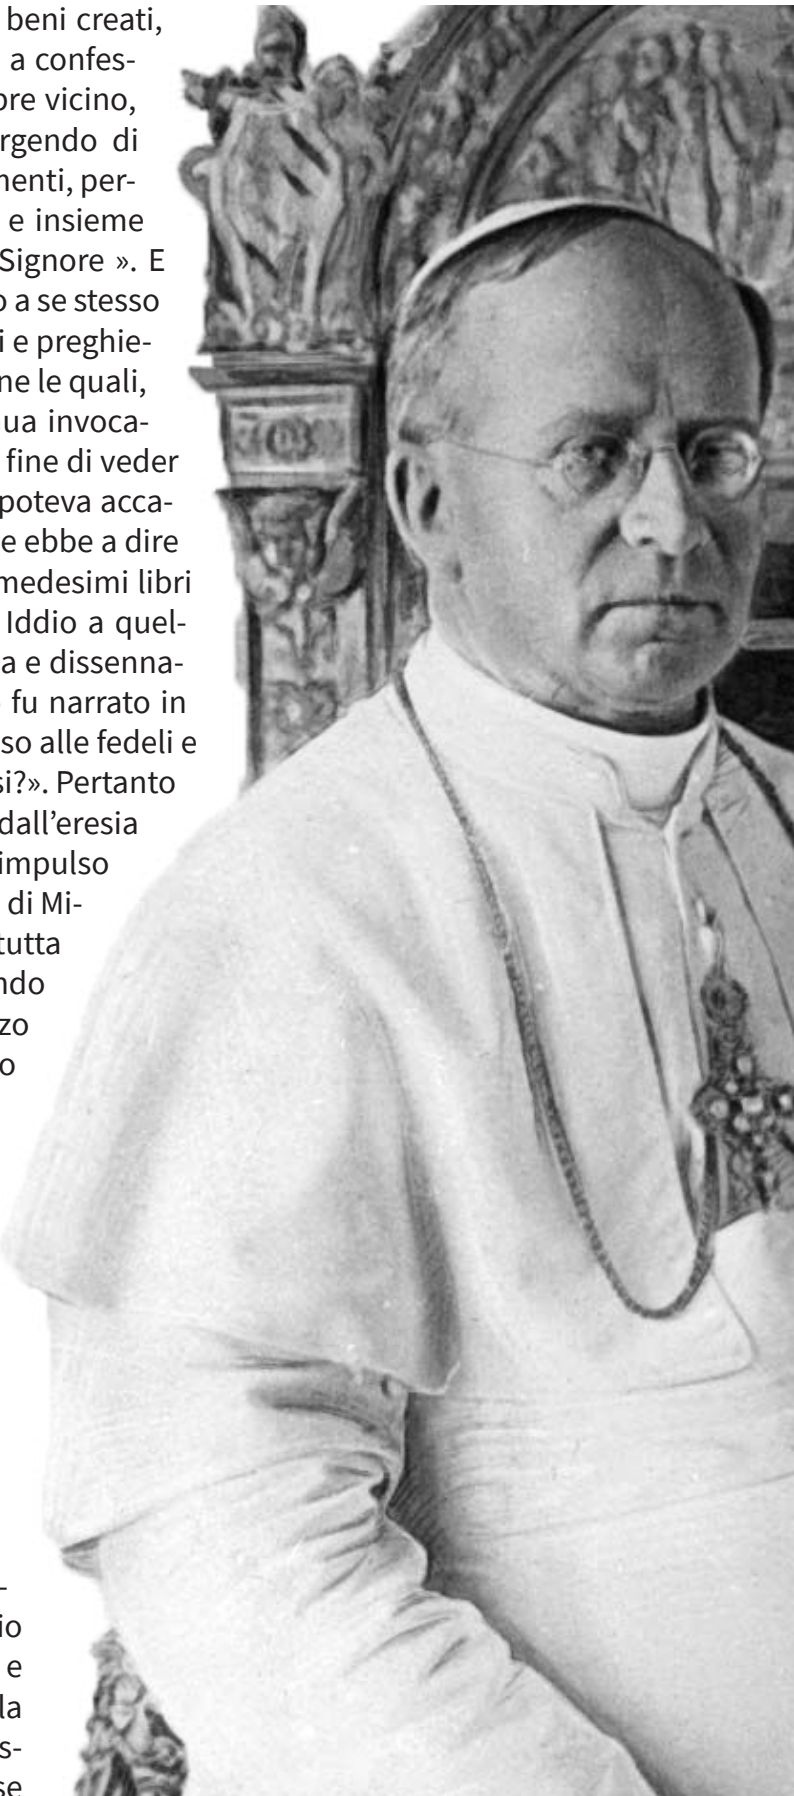 beni creati,
a confes-
pre vicino,
rgendo di
menti, per-
e insieme
Signore ». E
o a se stesso
i e preghie-
ne le quali,
ua invoca-
fine di veder
poteva acca-
e ebbe a dire
medesimi libri
Iddio a quel-
a e dissenna-
fu narrato in
so alle fedeli e
si?». Pertanto
dall'eresia
impulso
di Mi-
tutta
ndo
zo
o
-
io
e
la
s-
se